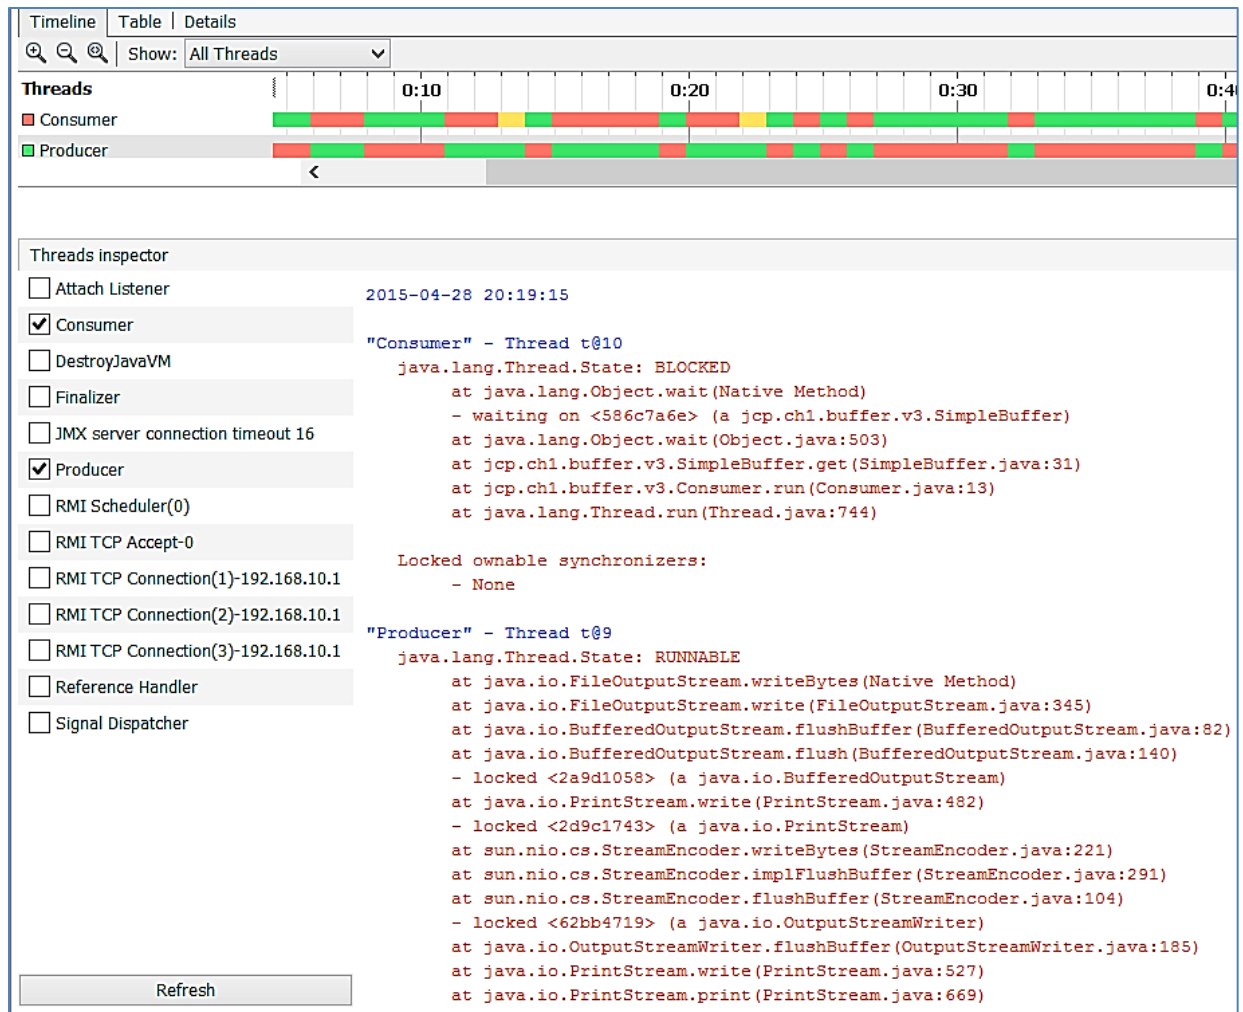 Timeline Table Details
Show: All Threads
Threads 0:10 0:20 0:30 0:4
Consumer
Producer
Threads inspector
Attach Listener
Consumer
DestroyJavaVM
Finalizer
JMX server connection timeout 16
Producer
RMI Scheduler(0)
RMI TCP Accept-0
RMI TCP Connection(1)-192.168.10.1
RMI TCP Connection(2)-192.168.10.1
RMI TCP Connection(3)-192.168.10.1
Reference Handler
Signal Dispatcher
Refresh
2015-04-28 20:19:15
"Consumer" - Thread t@10
java.lang.Thread.State: BLOCKED
at java.lang.Object.wait(Native Method)
- waiting on <586c7a6e> (a jcp.ch1.buffer.v3.SimpleBuffer)
at java.lang.Object.wait(Object.java:503)
at jcp.ch1.buffer.v3.SimpleBuffer.get(SimpleBuffer.java:31)
at jcp.ch1.buffer.v3.Consumer.run(Consumer.java:13)
at java.lang.Thread.run(Thread.java:744)
Locked ownable synchronizers:
- None
"Producer" - Thread t@9
java.lang.Thread.State: RUNNABLE
at java.io.FileOutputStream.writeBytes(Native Method)
at java.io.FileOutputStream.write(FileOutputStream.java:345)
at java.io.BufferedOutputStream.flushBuffer(BufferedOutputStream.java:82)
at java.io.BufferedOutputStream.flush(BufferedOutputStream.java:140)
- locked <2a9d1058> (a java.io.BufferedOutputStream)
at java.io.PrintStream.write(PrintStream.java:482)
- locked <2d9c1743> (a java.io.PrintStream)
at sun.nio.cs.StreamEncoder.writeBytes(StreamEncoder.java:221)
at sun.nio.cs.StreamEncoder.implFlushBuffer(StreamEncoder.java:291)
at sun.nio.cs.StreamEncoder.flushBuffer(StreamEncoder.java:104)
- locked <62bb4719> (a java.io.OutputStreamWriter)
at java.io.OutputStreamWriter.flushBuffer(OutputStreamWriter.java:185)
at java.io.PrintStream.write(PrintStream.java:527)
at java.io.PrintStream.print(PrintStream.java:669)